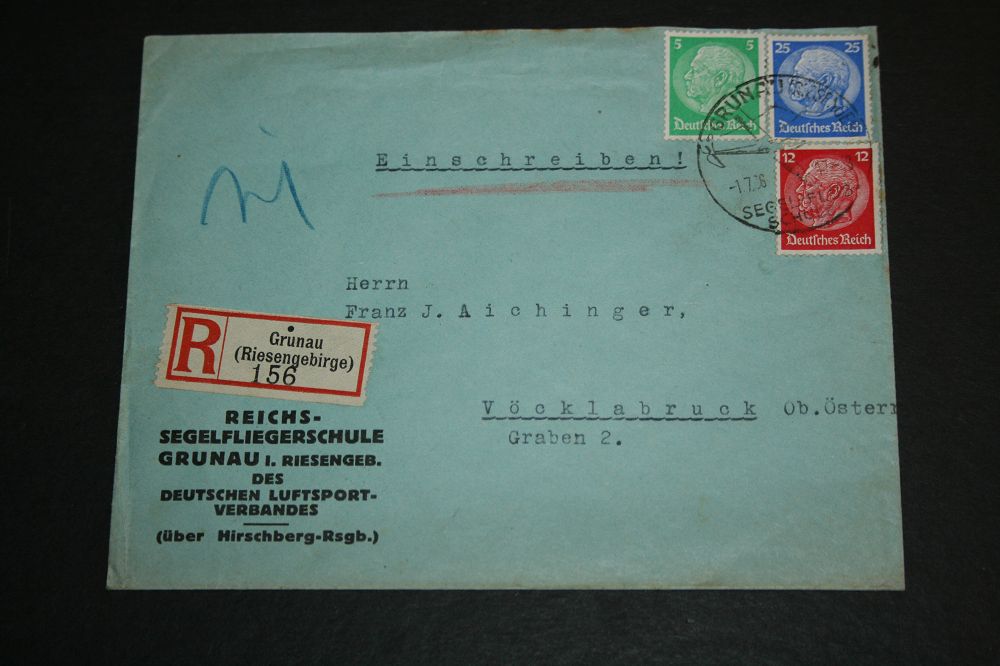 5 5
Deutsches Reich
25 25
Deutsches Reich
12
Deutsches Reich
-1.7.36
Einschreiben!
Herrn
Franz J. Aichinger,
R
Grunau
(Riesengebirge)
156
Vöcklabruck Ob.Österr
Graben 2.
REICHS-
SEGELFLIEGERSCHULE
GRUNAU I. RIESENGEB.
DES
DEUTSCHEN LUFTSPORT-
VERBANDES
(über Hirschberg-Rsgb.)